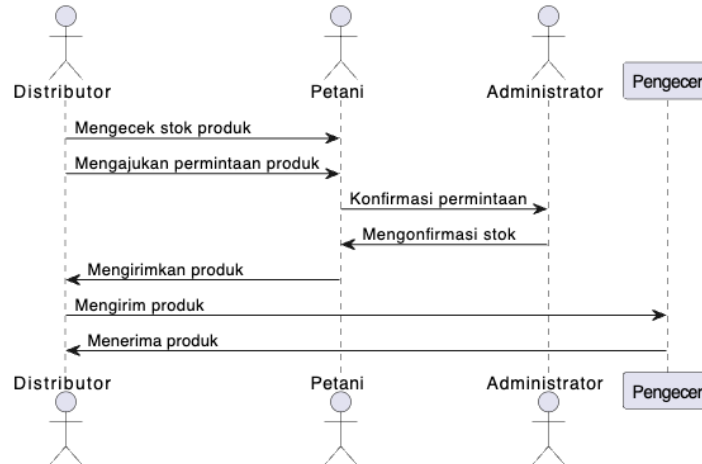 Distributor
Petani
Administrator
Pengecer
Mengecek stok produk
Mengajukan permintaan produk
Konfirmasi permintaan
Mengonfirmasi stok
Mengirimkan produk
Mengirim produk
Menerima produk
Distributor
Petani
Administrator
Pengecer